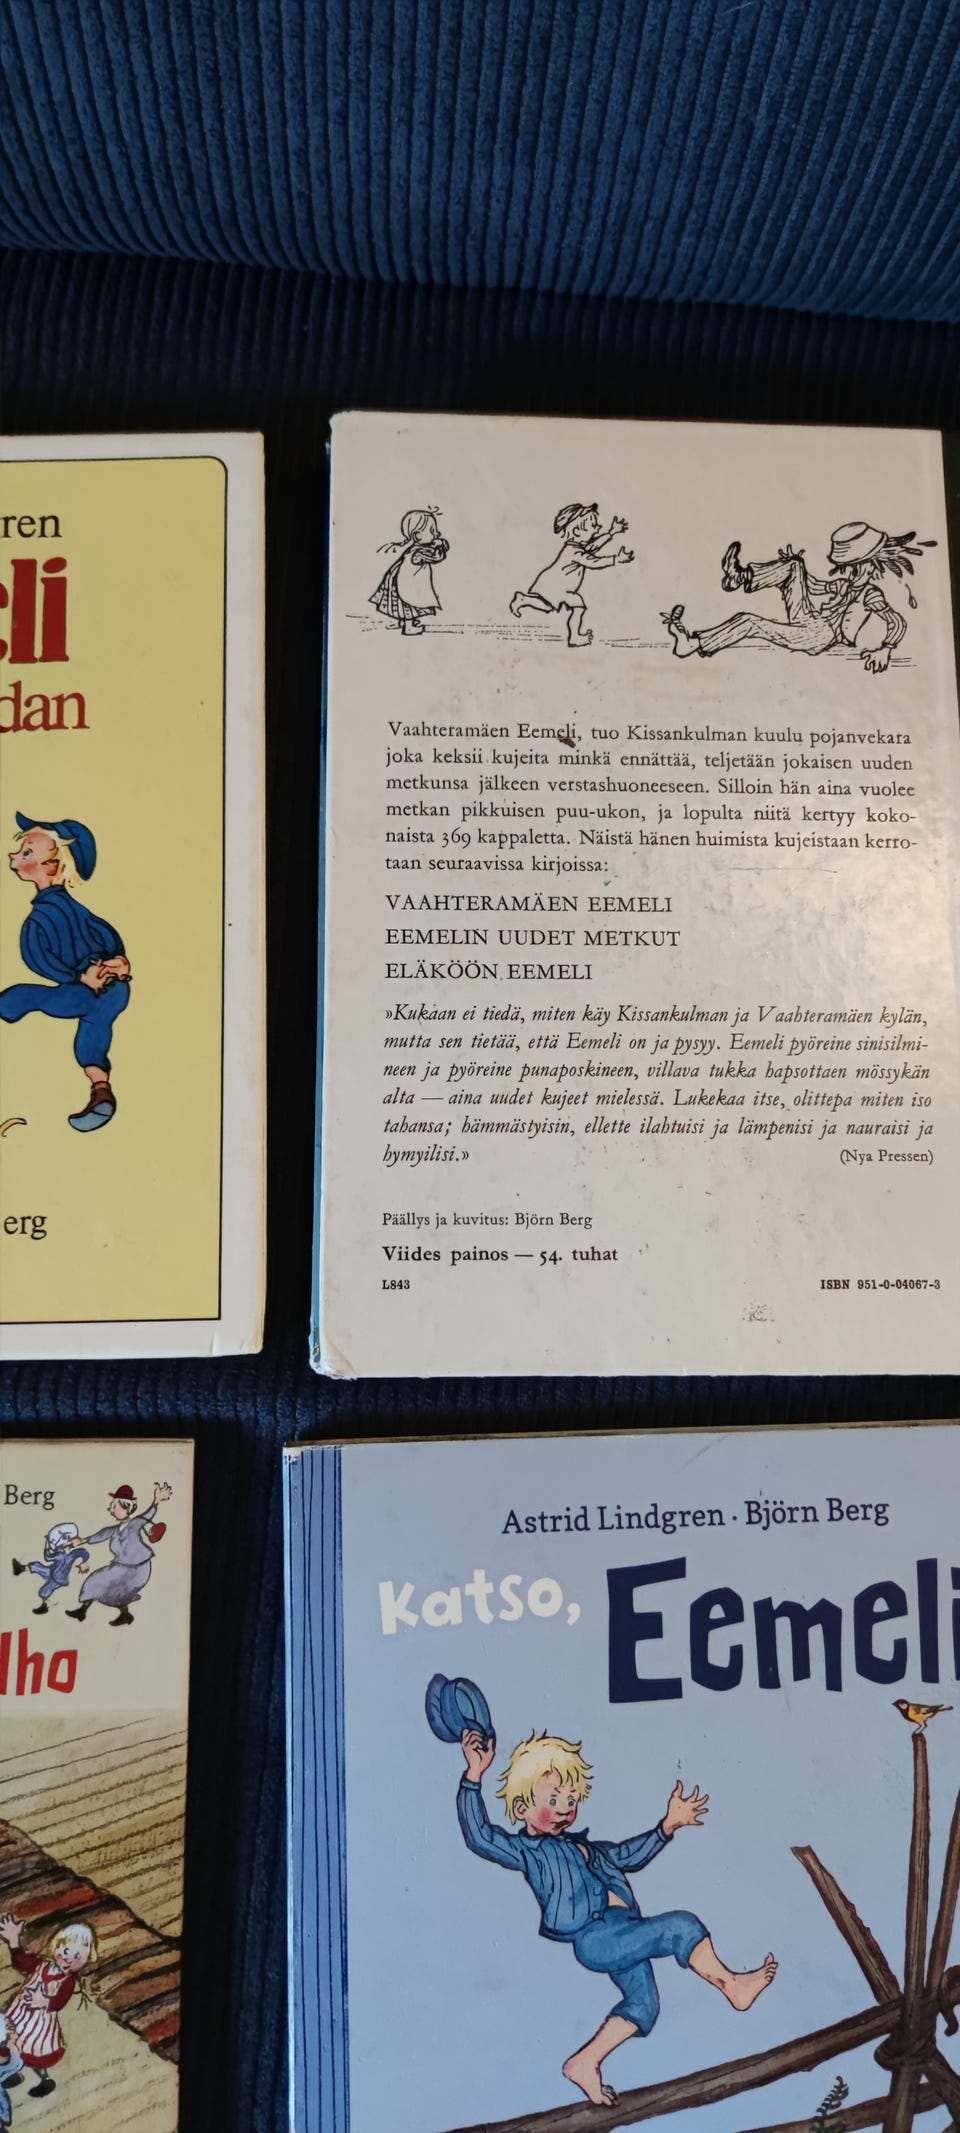 ren
eli
dan
erg
Vaahteramäen Eemeli, tuo Kissankulman kuulu pojanvekara
joka keksii kujeita minkä ennättää, teljetään jokaisen uuden
metkunsa jälkeen verstashuoneeseen. Silloin hän aina vuolee
metkan pikkuisen puu-ukon, ja lopulta niitä kertyy koko-
naista 369 kappaletta. Näistä hänen huimista kujeistaan kerro-
taan seuraavissa kirjoissa:
VAAHTERAMÄEN EEMELI
EEMELIN UUDET METKUT
ELÄKÖÖN EEMELI
»Kukaan ei tiedä, miten käy Kissankulman ja Vaahteramäen kylän,
mutta sen tietää, että Eemeli on ja pysyy. Eemeli pyöreine sinisilmi-
neen ja pyöreine punaposkineen, villava tukka hapsottaen mössykän
alta — aina uudet kujeet mielessä. Lukekaa itse, olittepa miten iso
tahansa; hämmästyisin, ellette ilahtuisi ja lämpenisi ja nauraisi ja
hymyilisi.»
(Nya Pressen)
Päällys ja kuvitus: Björn Berg
Viides painos — 54. tuhat
L843
ISBN 951-0-04067-3
Berg
lho
Astrid Lindgren · Björn Berg
Katso,
Eemeli